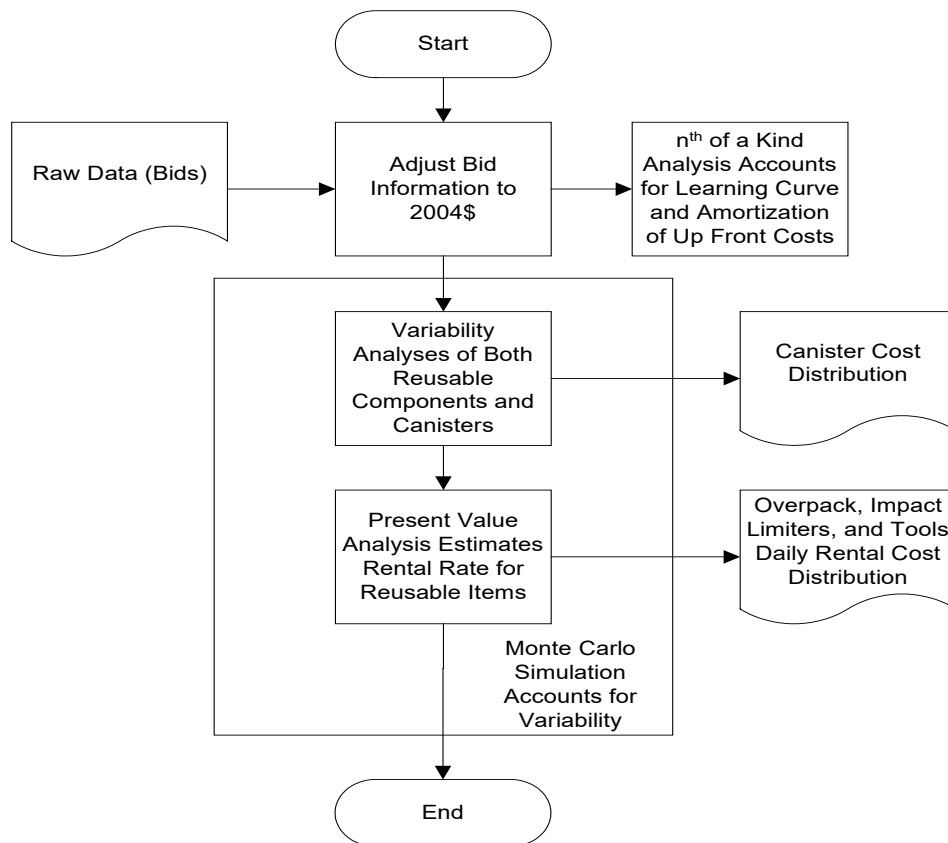 Start
Raw Data (Bids)
Adjust Bid
Information to
2004$
nth of a Kind
Analysis Accounts
for Learning Curve
and Amortization
of Up Front Costs
Variability
Analyses of Both
Reusable
Components and
Canisters
Canister Cost
Distribution
Present Value
Analysis Estimates
Rental Rate for
Reusable Items
Overpack, Impact
Limiters, and Tools
Daily Rental Cost
Distribution
Monte Carlo
Simulation
Accounts for
Variability
End